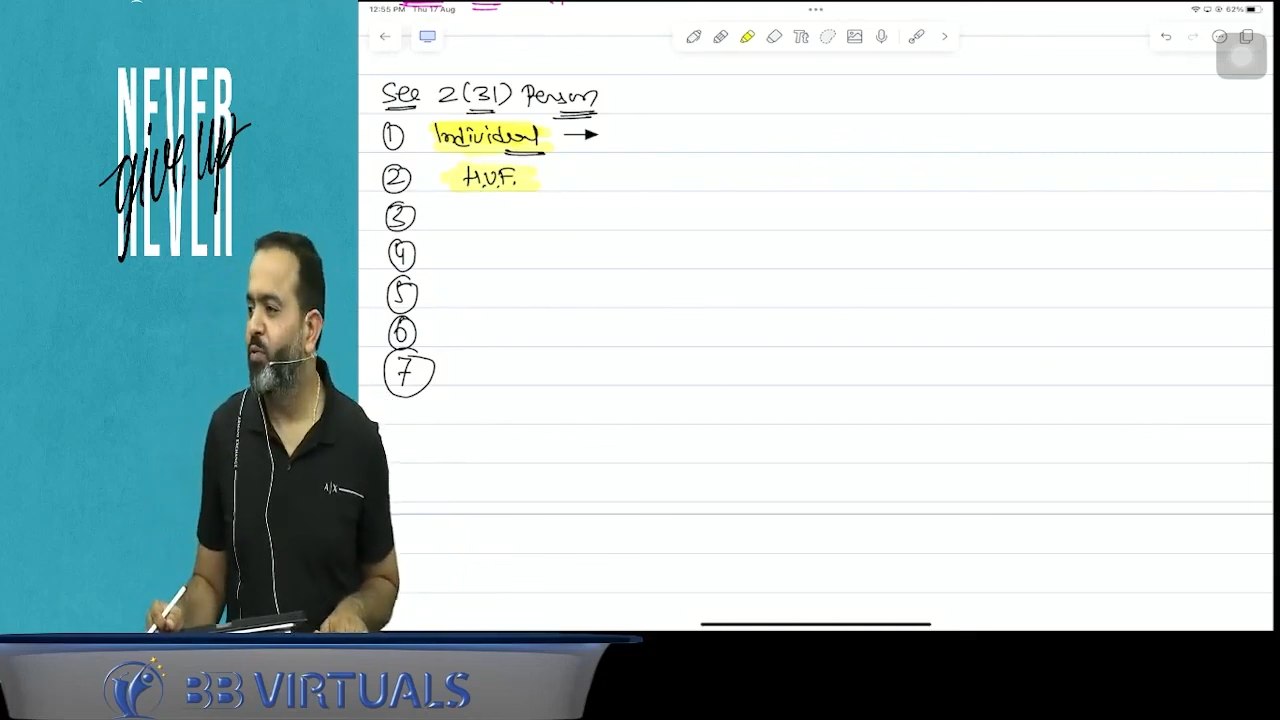 12:55 PM Thu 17 Aug
62%
NEVER
give up
NEVER
Sec 2(31) Person
① Individual →
② H.U.F.
③
④
⑤
⑥
⑦
A|X
BB VIRTUALS